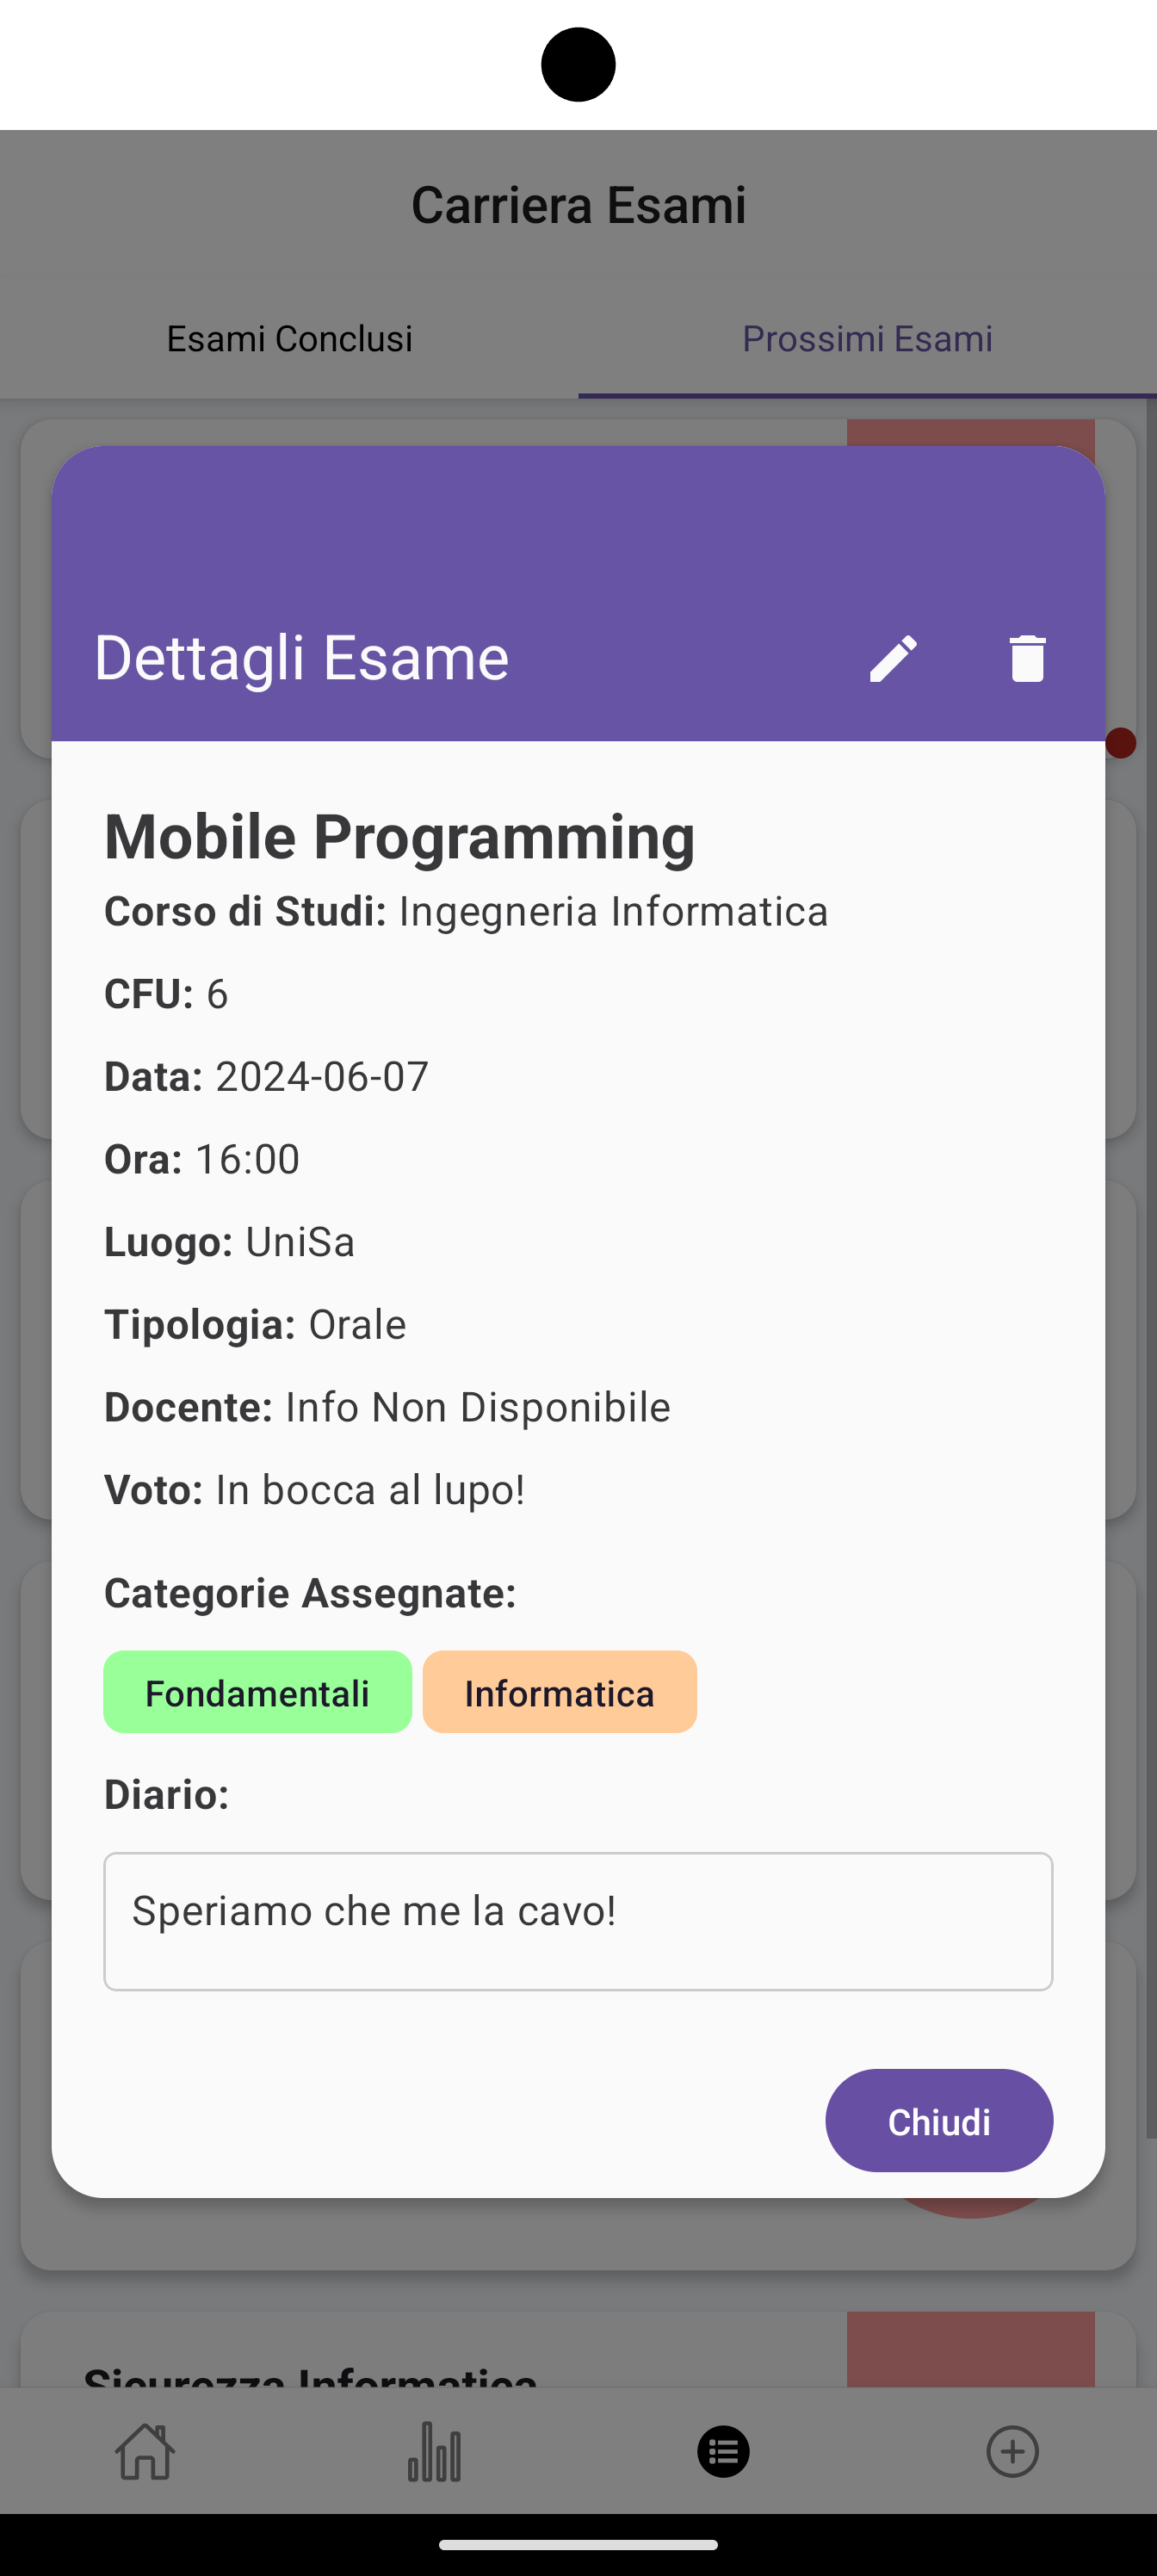 Carriera Esami
Esami Conclusi
Prossimi Esami
Dettagli Esame
Mobile Programming
Corso di Studi: Ingegneria Informatica
CFU: 6
Data: 2024-06-07
Ora: 16:00
Luogo: UniSa
Tipologia: Orale
Docente: Info Non Disponibile
Voto: In bocca al lupo!
Categorie Assegnate:
Fondamentali Informatica
Diario:
Speriamo che me la cavo!
Chiudi
Sicurezza Informatica